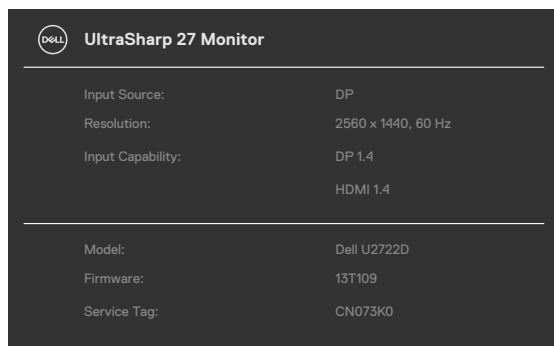 DELL UltraSharp 27 Monitor
Input Source: DP
Resolution: 2560 x 1440, 60 Hz
Input Capability: DP 1.4
HDMI 1.4
Model: Dell U2722D
Firmware: 13T109
Service Tag: CN073K0